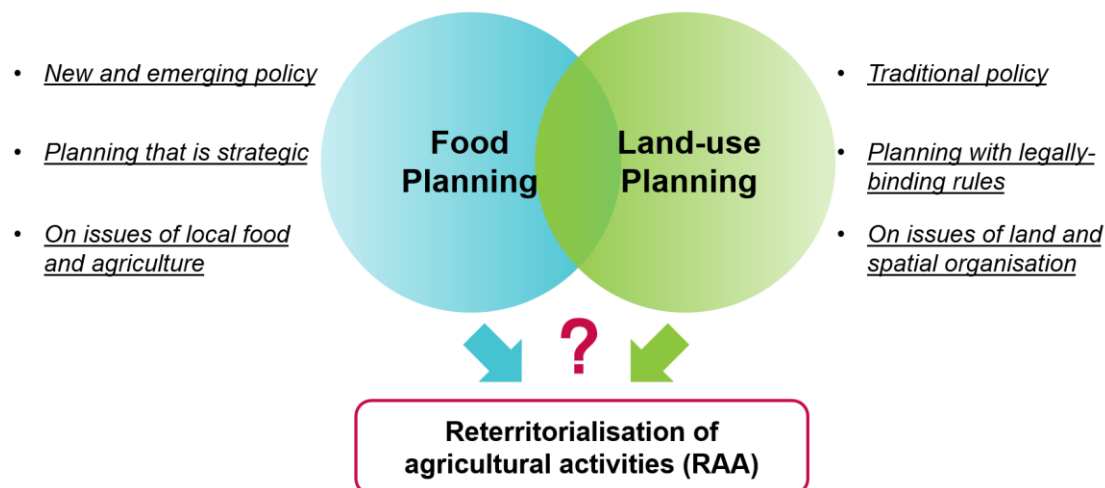 • New and emerging policy
• Planning that is strategic
• On issues of local food
and agriculture
Food
Planning
Land-use
Planning
• Traditional policy
• Planning with legally-
binding rules
• On issues of land and
spatial organisation
?
Reterritorialisation of
agricultural activities (RAA)